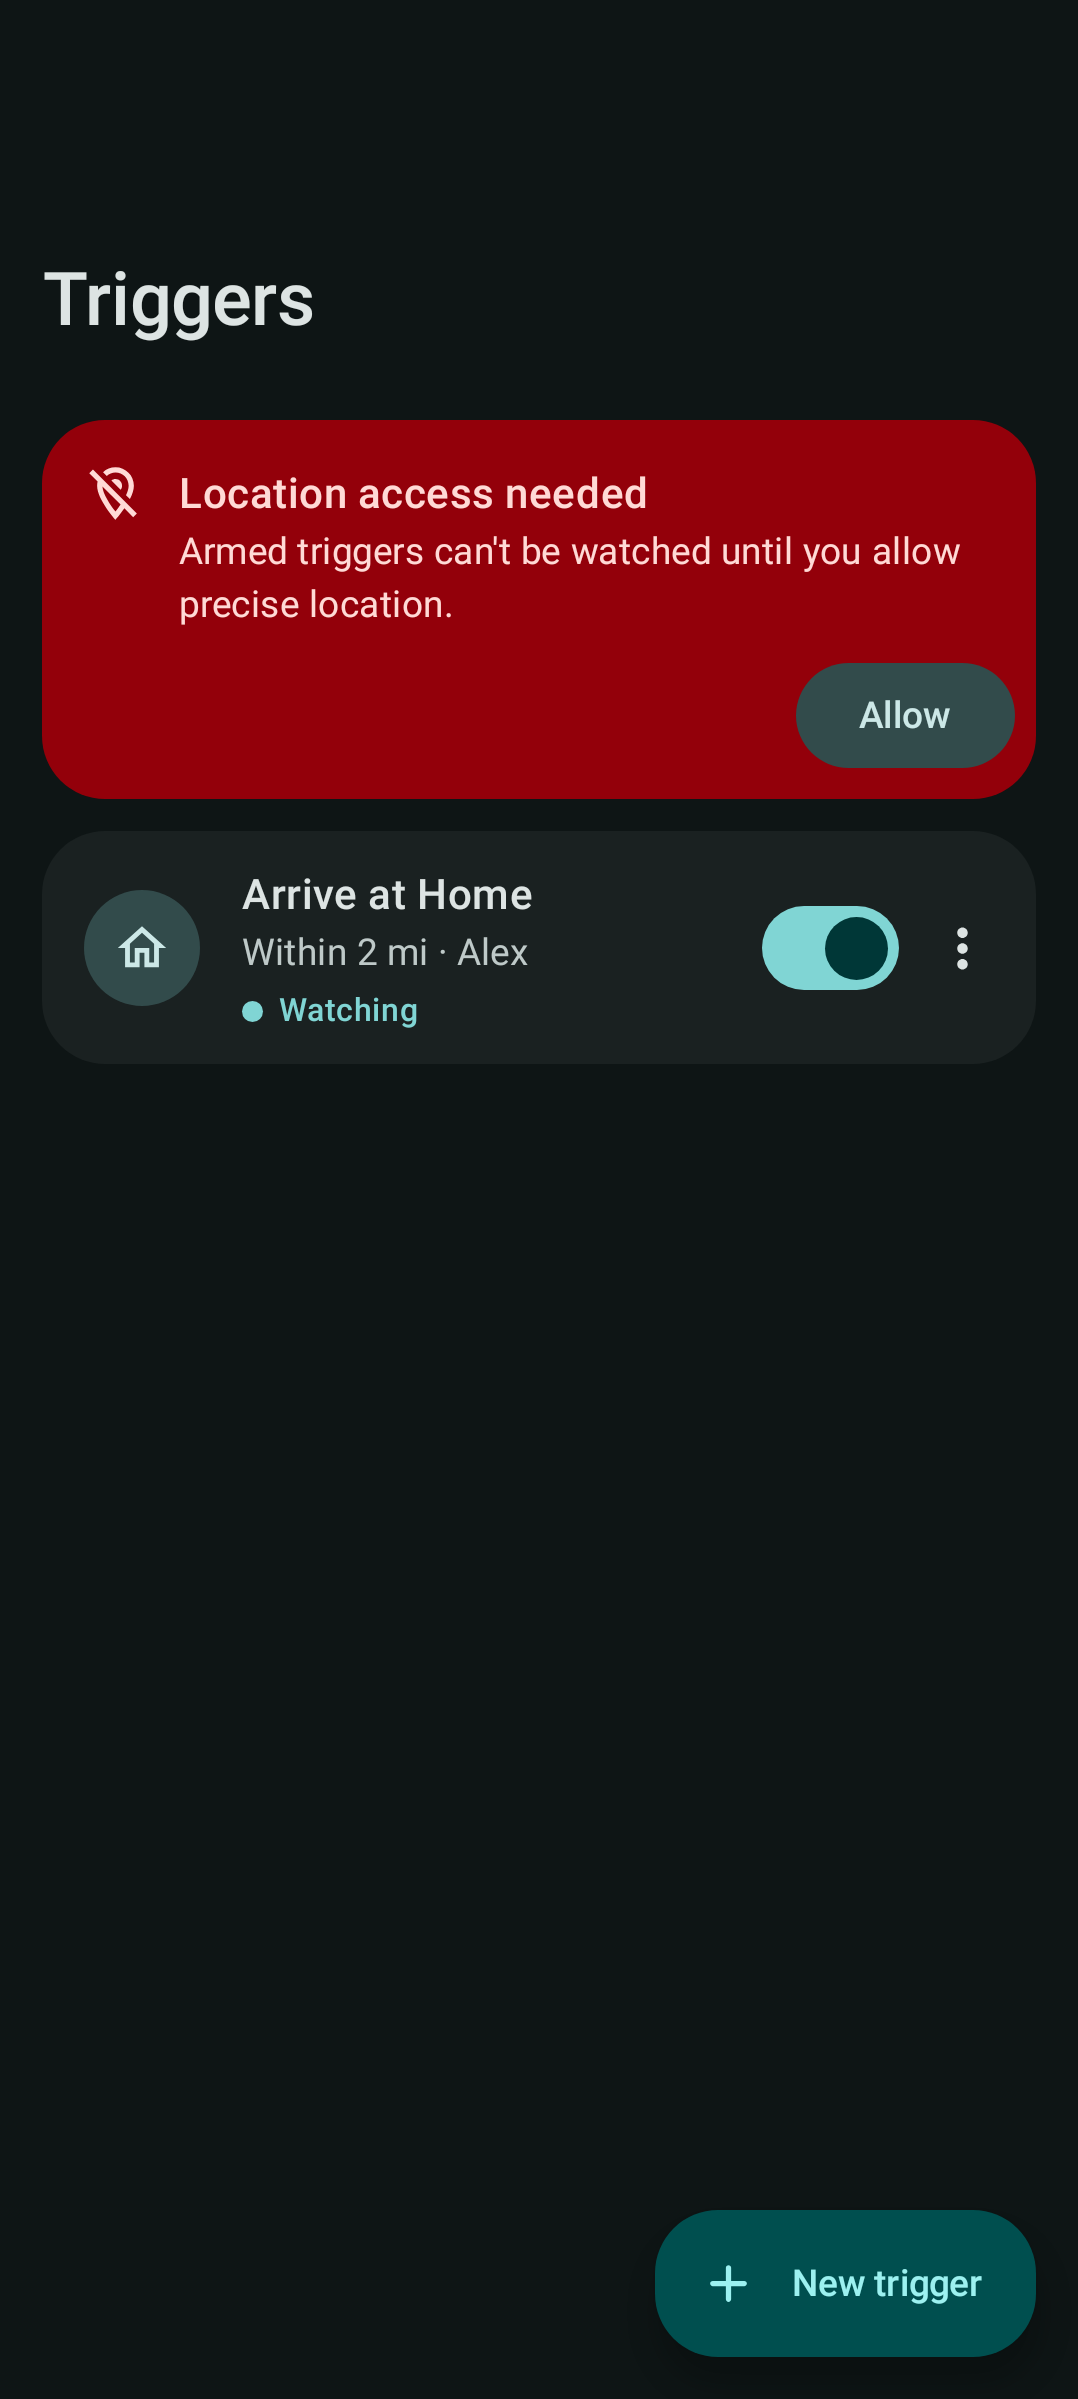 Triggers
Location access needed
Armed triggers can't be watched until you allow
precise location.
Allow
Arrive at Home
Within 2 mi · Alex
Watching
New trigger